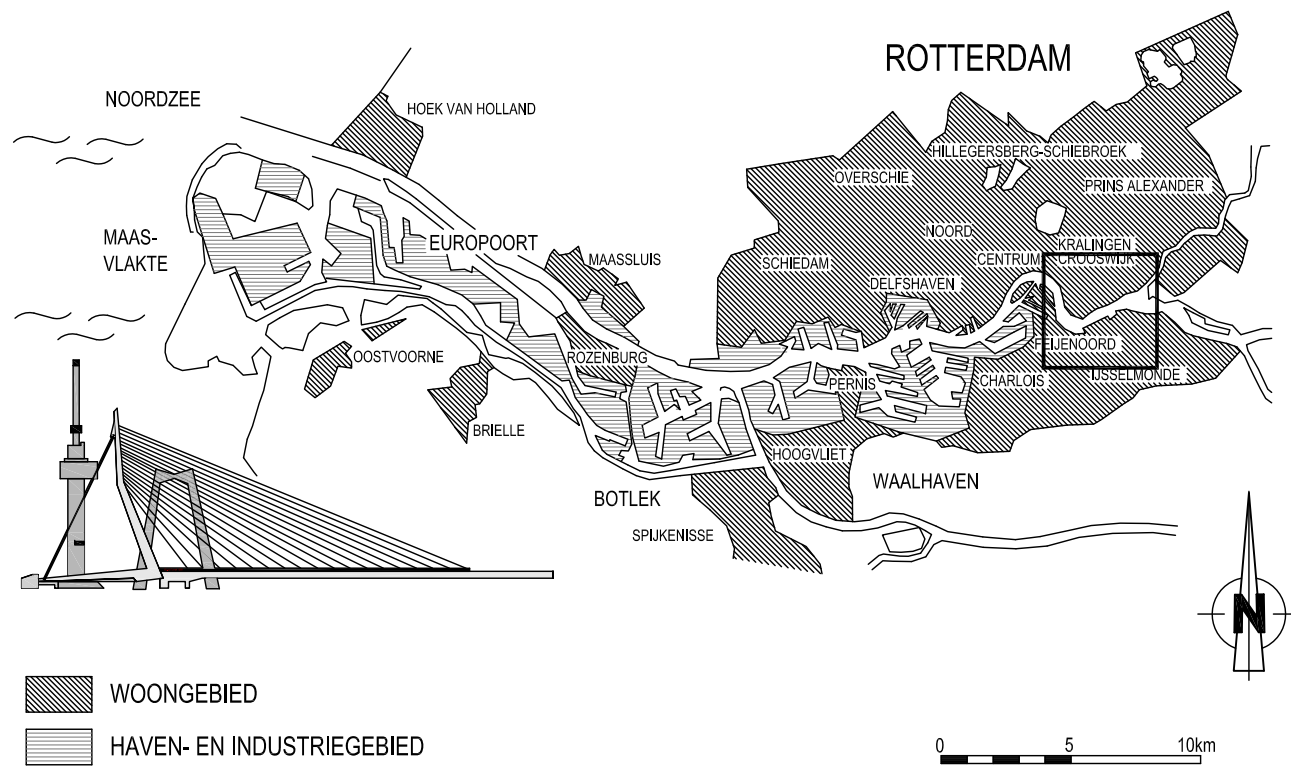 ROTTERDAM
NOORDZEE
HOEK VAN HOLLAND
HILLEGERSBERG-SCHIEBROEK
OVERSCHIE
PRINS ALEXANDER
MAAS-
VLAKTE
EUROPOORT
NOORD
KRALINGEN
CROOSWIJK
MAASSLUIS
SCHIEDAM
CENTRUM
DELFSHAVEN
OOSTVOORNE
ROZENBURG
FEIJENOORD
PERNIS
CHARLOIS
IJSSELMONDE
BRIELLE
HOOGVLIET
WAALHAVEN
BOTLEK
SPIJKENISSE
N
WOONGEBIED
HAVEN- EN INDUSTRIEGEBIED
0 5 10km